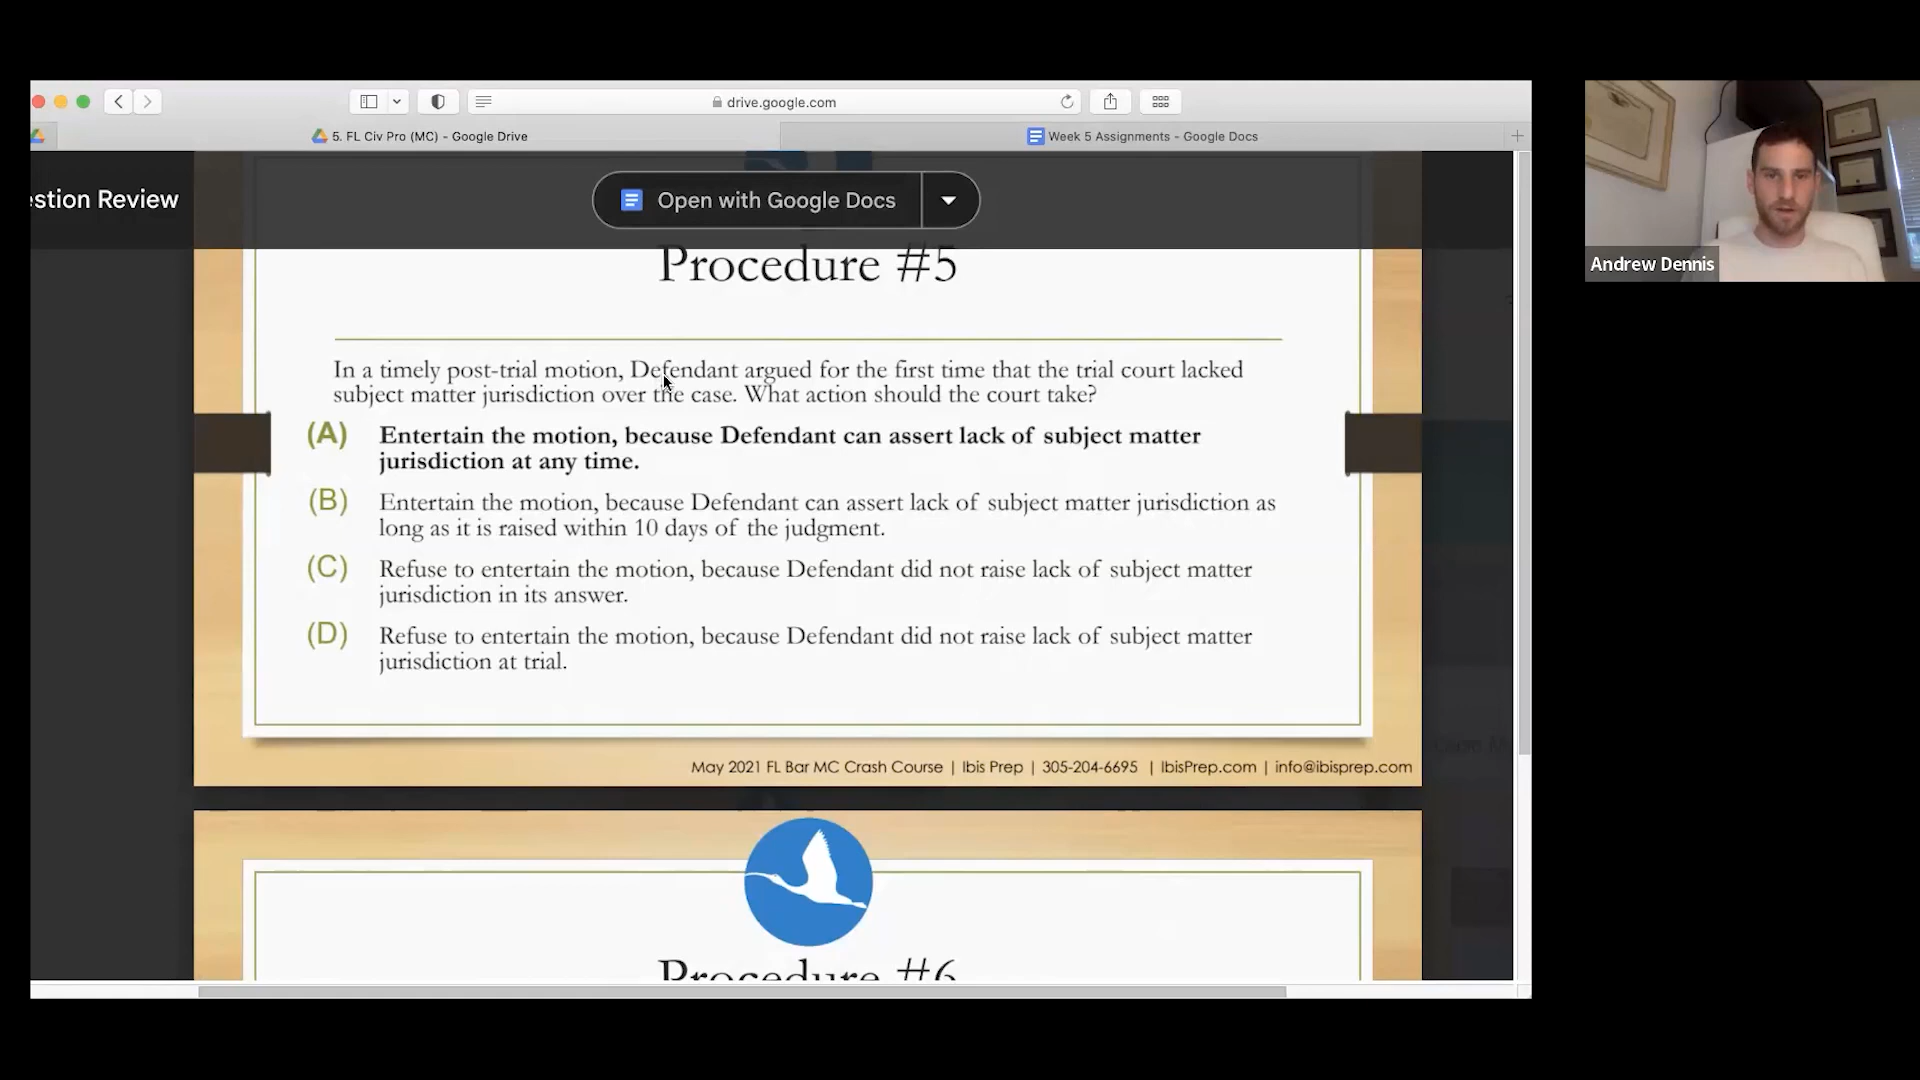 drive.google.com
5. FL Civ Pro (MC) - Google Drive
Week 5 Assignments - Google Docs
estion Review
Open with Google Docs
Procedure #5
In a timely post-trial motion, Defendant argued for the first time that the trial court lacked
subject matter jurisdiction over the case. What action should the court take?
(A) Entertain the motion, because Defendant can assert lack of subject matter
jurisdiction at any time.
(B) Entertain the motion, because Defendant can assert lack of subject matter jurisdiction as
long as it is raised within 10 days of the judgment.
(C) Refuse to entertain the motion, because Defendant did not raise lack of subject matter
jurisdiction in its answer.
(D) Refuse to entertain the motion, because Defendant did not raise lack of subject matter
jurisdiction at trial.
May 2021 FL Bar MC Crash Course | Ibis Prep | 305-204-6695 | IbisPrep.com | info@ibisprep.com
Procedure #6
Andrew Dennis